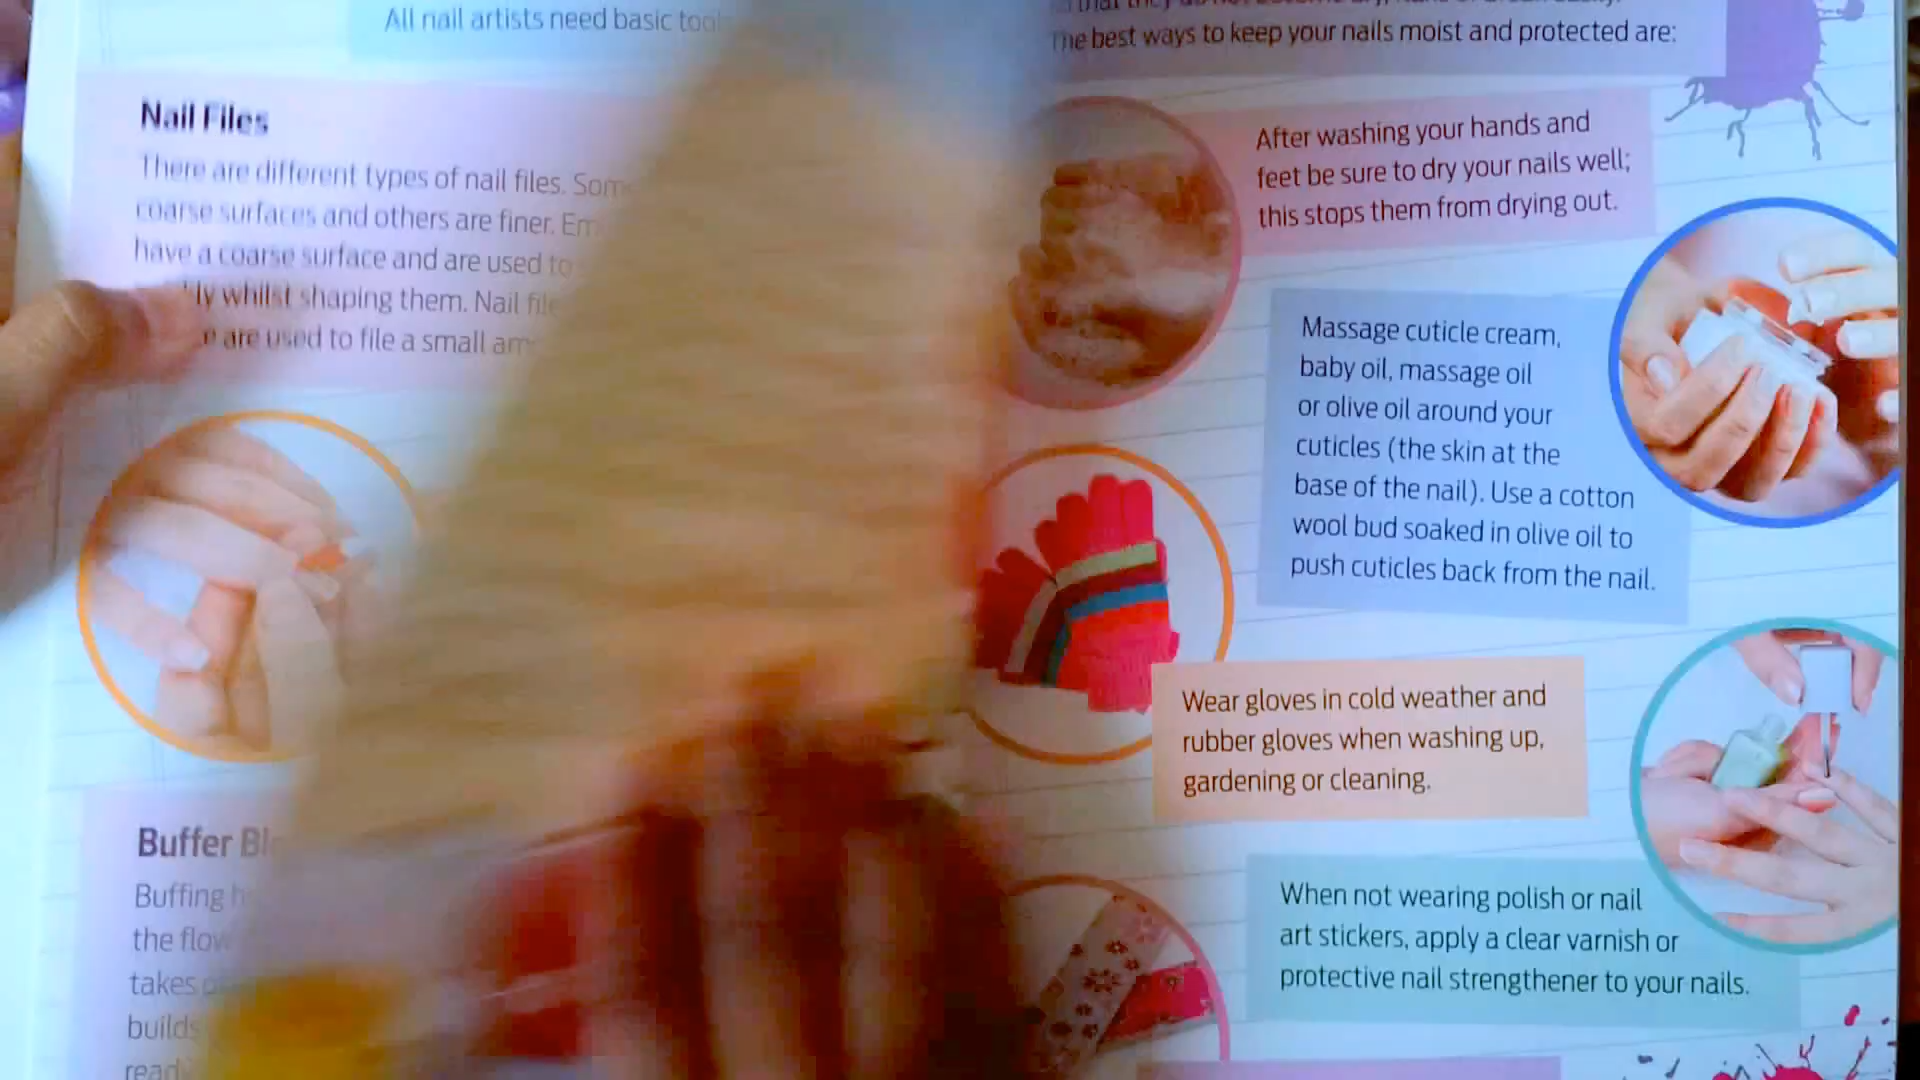 All nail artists need basic
Nail Files
There are different types of nail files.
coarse surfaces and others are finer.
have a coarse surface and are used to
whilst shaping them. Nail
are used to file a small
Buffer
Buffing
the flow
takes
builds
The best ways to keep your nails moist and protected are:
After washing your hands and
feet be sure to dry your nails well;
this stops them from drying out.
Massage cuticle cream,
baby oil, massage oil
or olive oil around your
cuticles (the skin at the
base of the nail). Use a cotton
wool bud soaked in olive oil to
push cuticles back from the nail.
Wear gloves in cold weather and
rubber gloves when washing up,
gardening or cleaning.
When not wearing polish or nail
art stickers, apply a clear varnish or
protective nail strengthener to your nails.